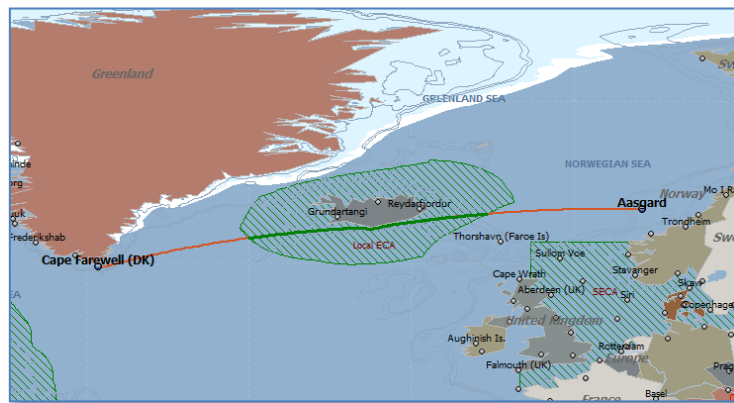 Greenland
GREENLAND SEA
NORWEGIAN SEA
Norway
Mo I R
Aasgard
Reydarfjordur
Grundartangi
Trondheim
Frederikshab
Thorshavn (Faroe Is)
Local ECA
Cape Farewell (DK)
Sullom Voe
Stavanger
Cape Wrath
Skaw
Aberdeen (UK)
SECA
Siri
Copenhage
United Kingdom
Aughinish Is.
Rotterdam
Europe
Falmouth (UK)
Prag
Basel
France